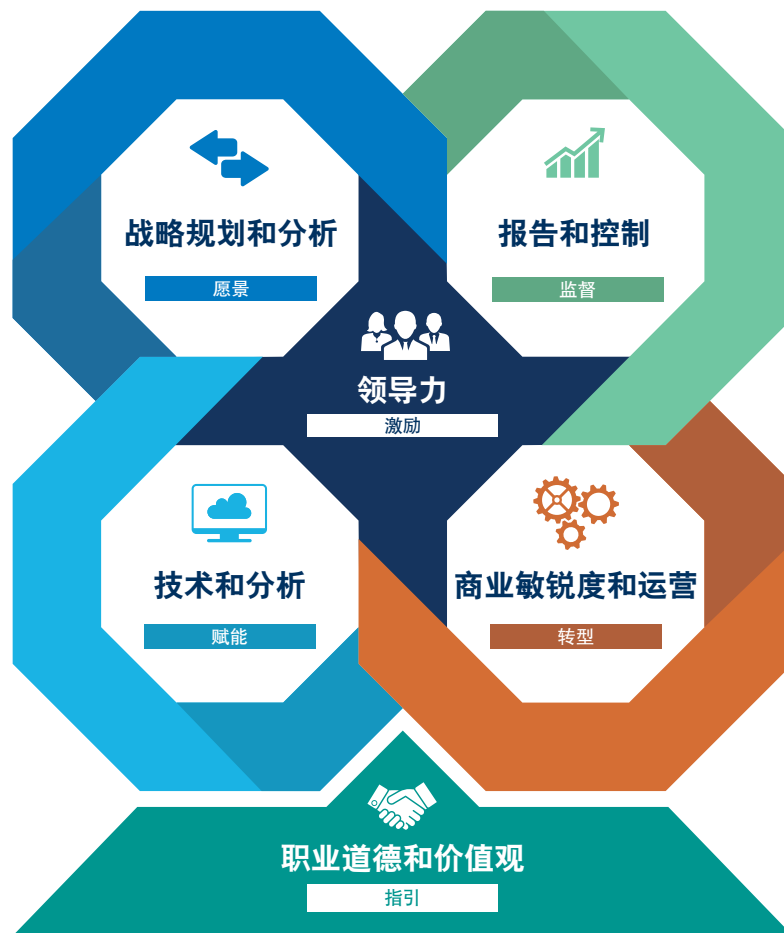 战略规划和分析
愿景
报告和控制
监督
领导力
激励
技术和分析
赋能
商业敏锐度和运营
转型
职业道德和价值观
指引